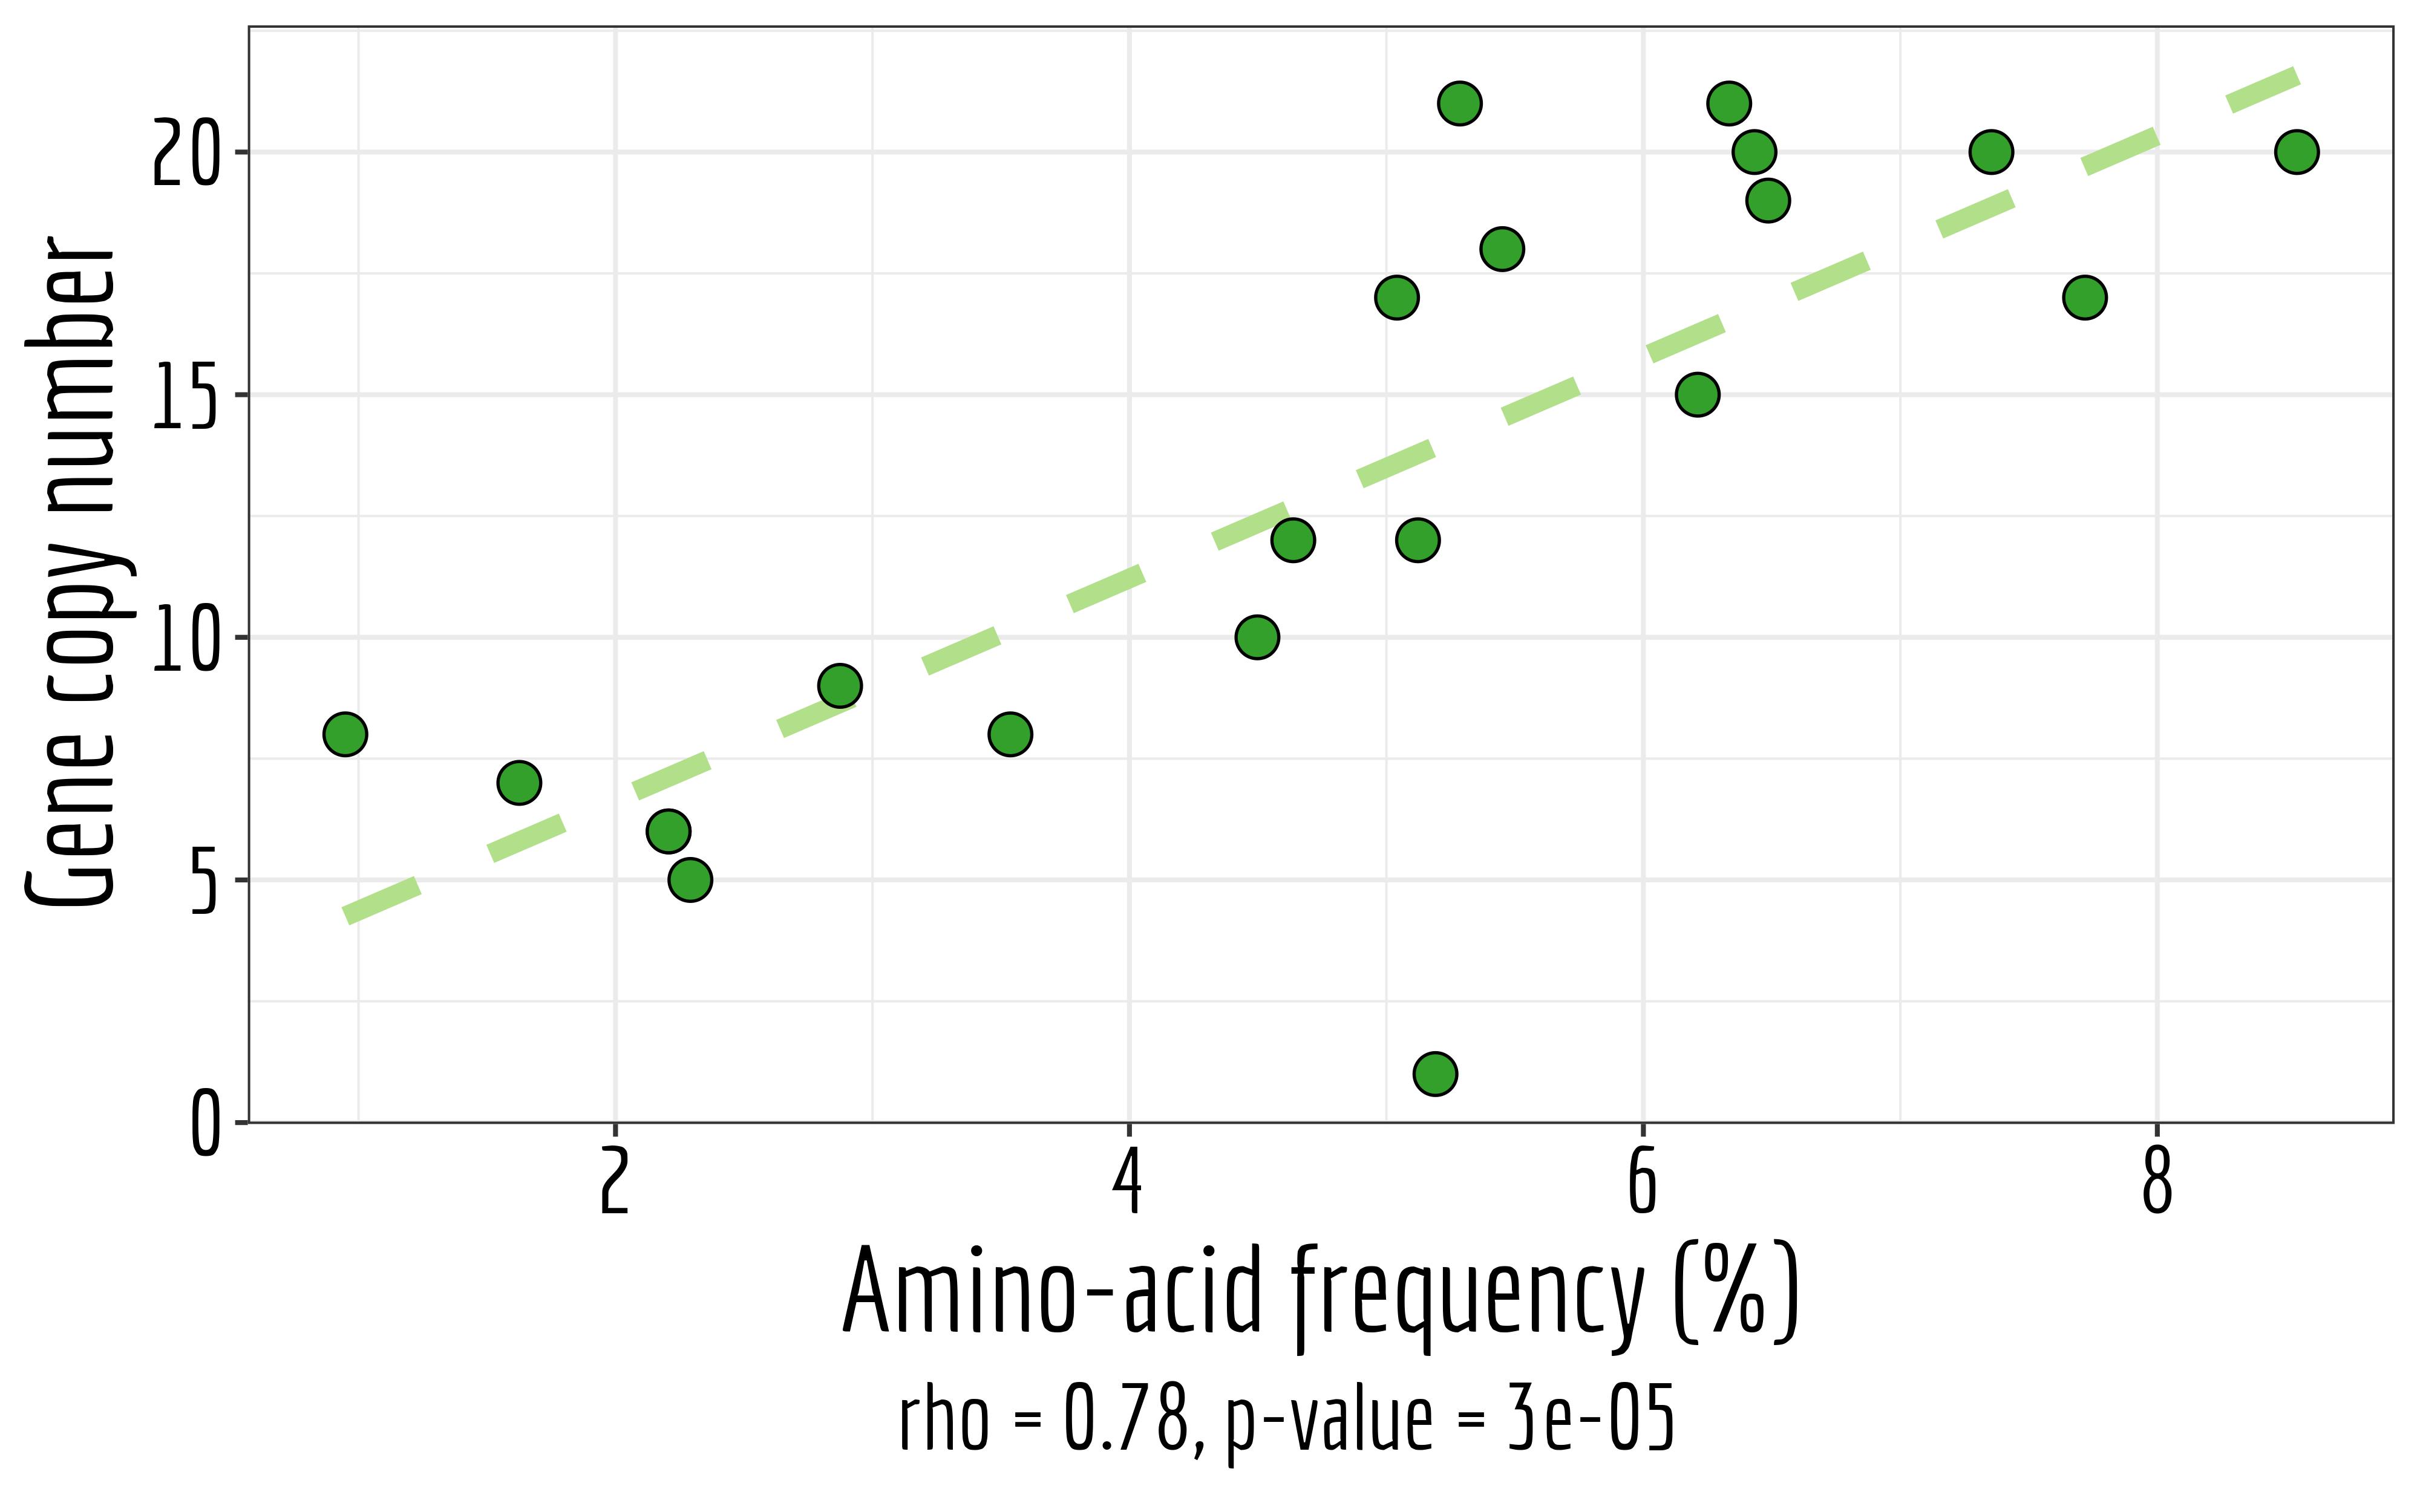 Gene copy number
20
15
10
5
0
2 4 6 8
Amino-acid frequency (%)
rho = 0.78, p-value = 3e-05